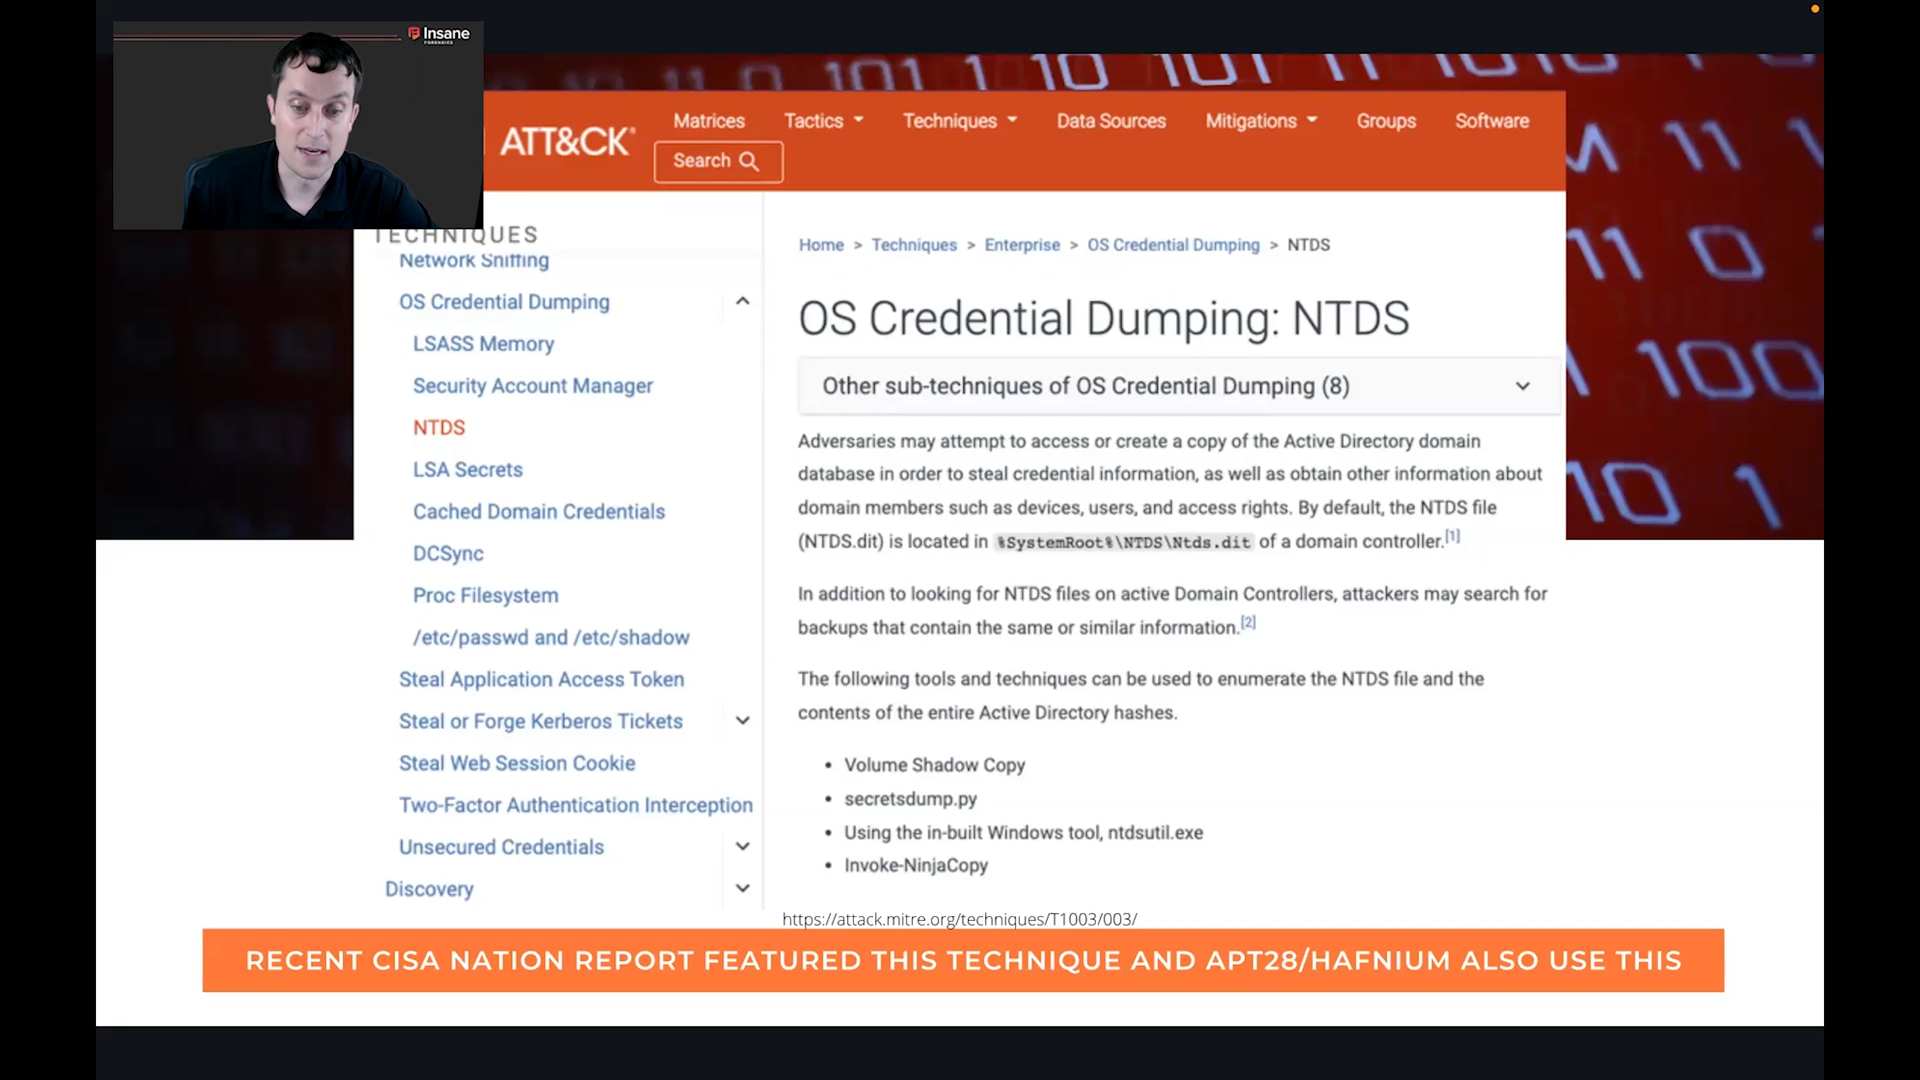 Insane
FORENSICS
ATT&CK®
Matrices Tactics Techniques Data Sources Mitigations Groups Software
Search
TECHNIQUES
Network Sniffing
OS Credential Dumping
LSASS Memory
Security Account Manager
NTDS
LSA Secrets
Cached Domain Credentials
DCSync
Proc Filesystem
/etc/passwd and /etc/shadow
Steal Application Access Token
Steal or Forge Kerberos Tickets
Steal Web Session Cookie
Two-Factor Authentication Interception
Unsecured Credentials
Discovery
Home > Techniques > Enterprise > OS Credential Dumping > NTDS
OS Credential Dumping: NTDS
Other sub-techniques of OS Credential Dumping (8)
Adversaries may attempt to access or create a copy of the Active Directory domain
database in order to steal credential information, as well as obtain other information about
domain members such as devices, users, and access rights. By default, the NTDS file
(NTDS.dit) is located in %SystemRoot%\NTDS\Ntds.dit of a domain controller.[1]
In addition to looking for NTDS files on active Domain Controllers, attackers may search for
backups that contain the same or similar information.[2]
The following tools and techniques can be used to enumerate the NTDS file and the
contents of the entire Active Directory hashes.
• Volume Shadow Copy
• secretsdump.py
• Using the in-built Windows tool, ntdsutil.exe
• Invoke-NinjaCopy
https://attack.mitre.org/techniques/T1003/003/
RECENT CISA NATION REPORT FEATURED THIS TECHNIQUE AND APT28/HAFNIUM ALSO USE THIS